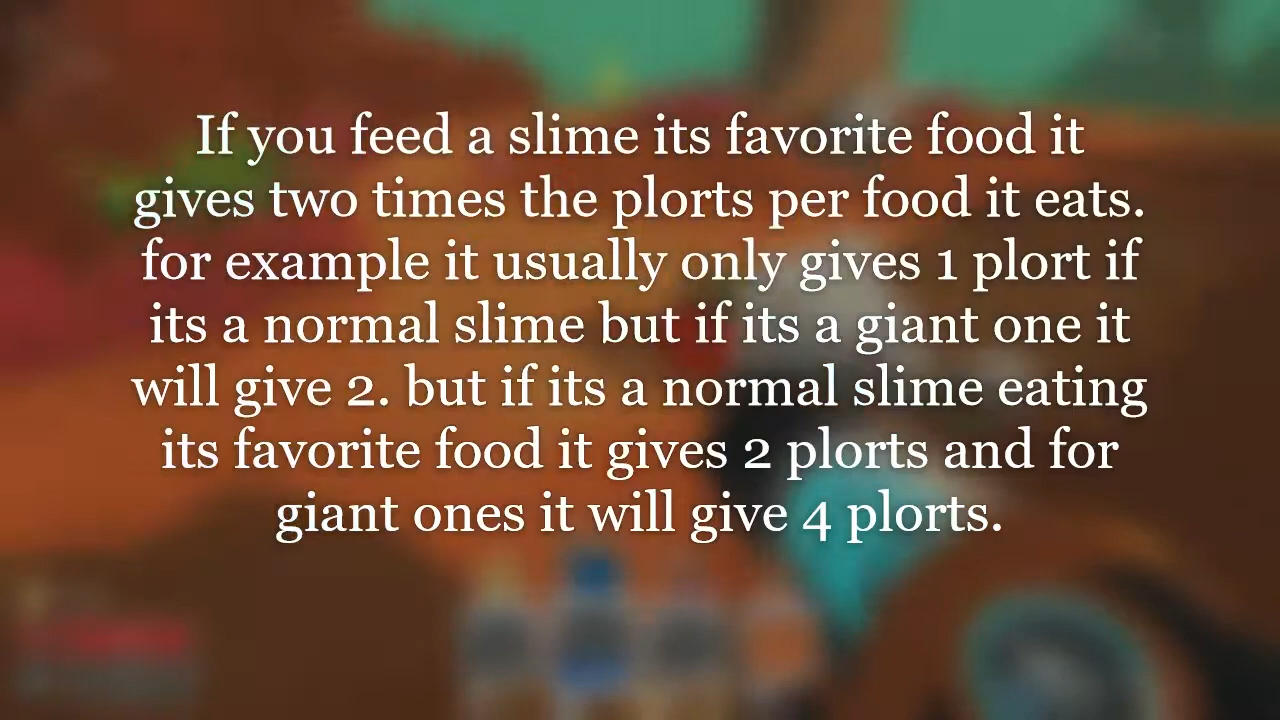 If you feed a slime its favorite food it
gives two times the plorts per food it eats.
for example it usually only gives 1 plort if
its a normal slime but if its a giant one it
will give 2. but if its a normal slime eating
its favorite food it gives 2 plorts and for
giant ones it will give 4 plorts.